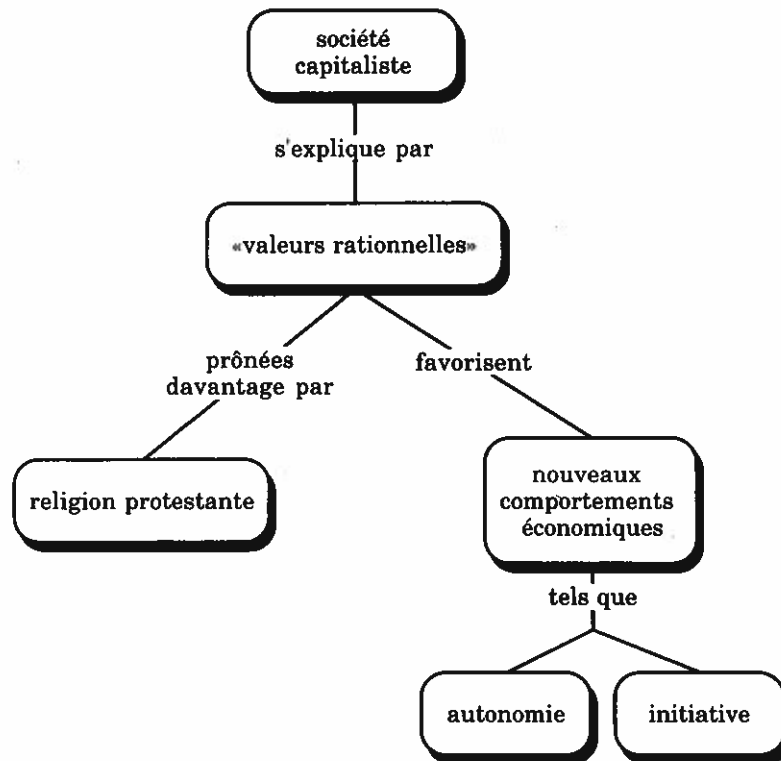 société
capitaliste
s'explique par
«valeurs rationnelles»
prônées
davantage par
favorisent
religion protestante
nouveaux
comportements
économiques
tels que
autonomie
initiative